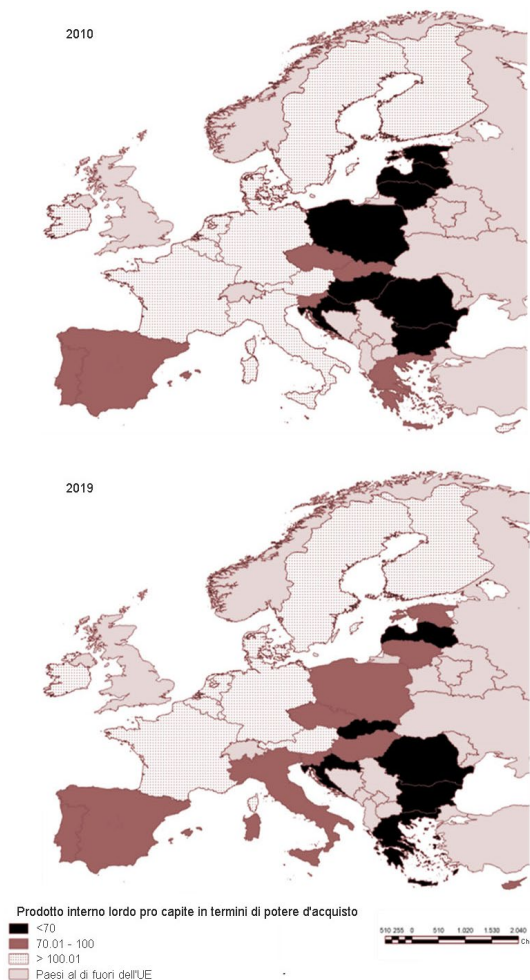 2010
2019
Prodotto interno lordo pro capite in termini di potere d'acquisto
<70
70.01 - 100
> 100.01
Paesi al di fuori dell'UE
510 255 0 510 1.020 1.530 2.040